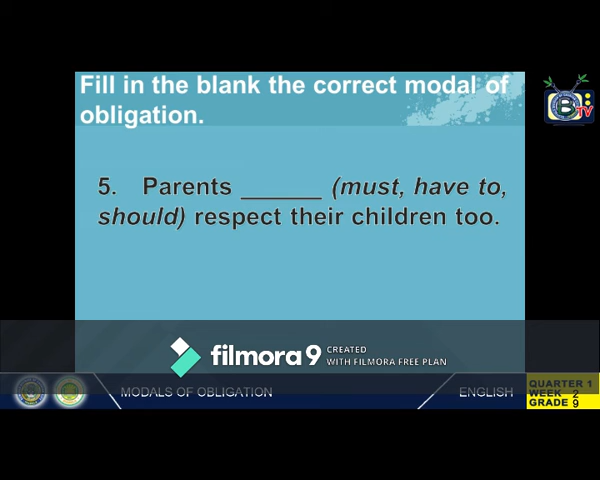 Fill in the blank the correct modal of
obligation.
B
TV
5. Parents ______ (must, have to,
should) respect their children too.
filmora 9 CREATED
WITH FILMORA FREE PLAN
MODALS OF OBLIGATION
ENGLISH
QUARTER 1
WEEK 2
GRADE 9